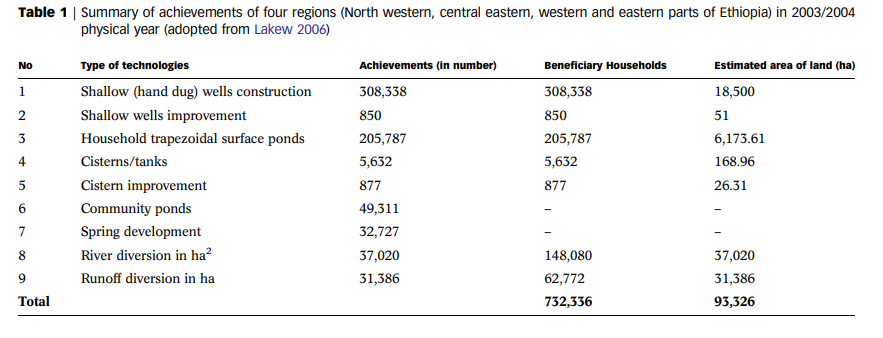 Table 1 | Summary of achievements of four regions (North western, central eastern, western and eastern parts of Ethiopia) in 2003/2004
physical year (adopted from Lakew 2006)
No Type of technologies Achievements (in number) Beneficiary Households Estimated area of land (ha)
1 Shallow (hand dug) wells construction 308,338 308,338 18,500
2 Shallow wells improvement 850 850 51
3 Household trapezoidal surface ponds 205,787 205,787 6,173.61
4 Cisterns/tanks 5,632 5,632 168.96
5 Cistern improvement 877 877 26.31
6 Community ponds 49,311 – –
7 Spring development 32,727 – –
8 River diversion in ha² 37,020 148,080 37,020
9 Runoff diversion in ha 31,386 62,772 31,386
Total 732,336 93,326